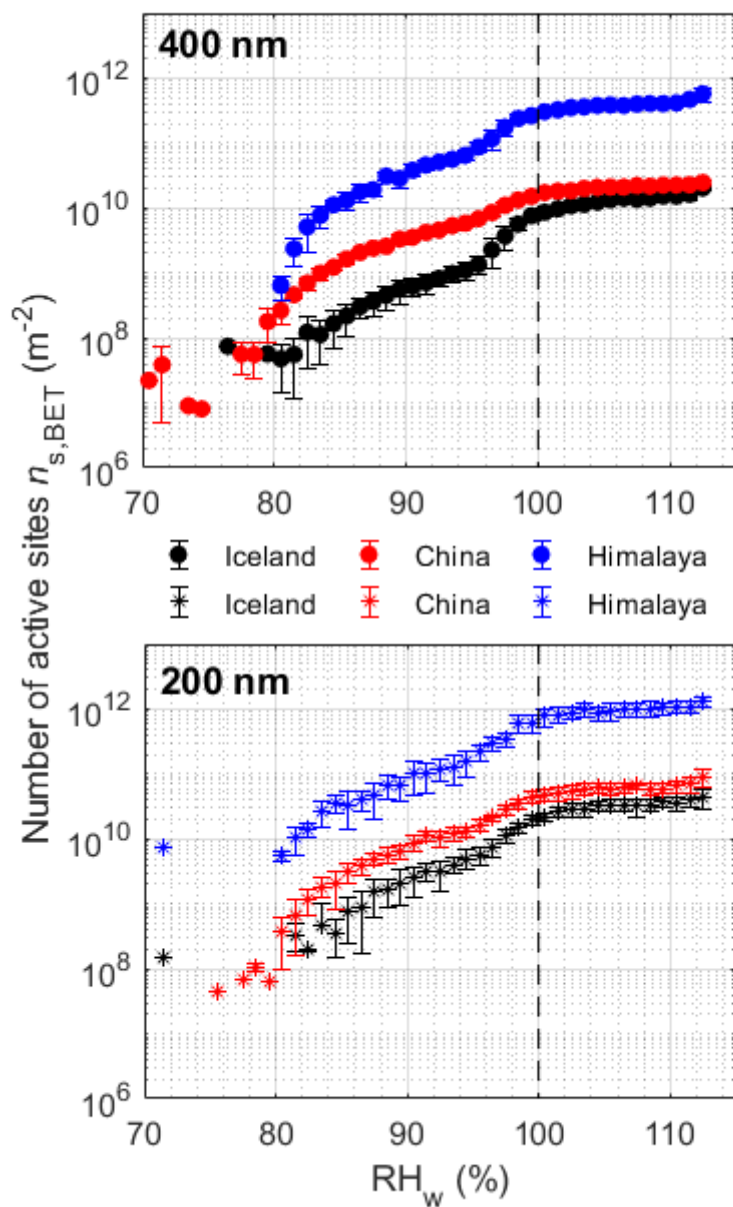 400 nm
10^12
10^10
10^8
10^6
70 80 90 100 110
Number of active sites n_s,BET (m^-2)
Iceland China Himalaya
Iceland China Himalaya
200 nm
10^12
10^10
10^8
10^6
70 80 90 100 110
RH_w (%)